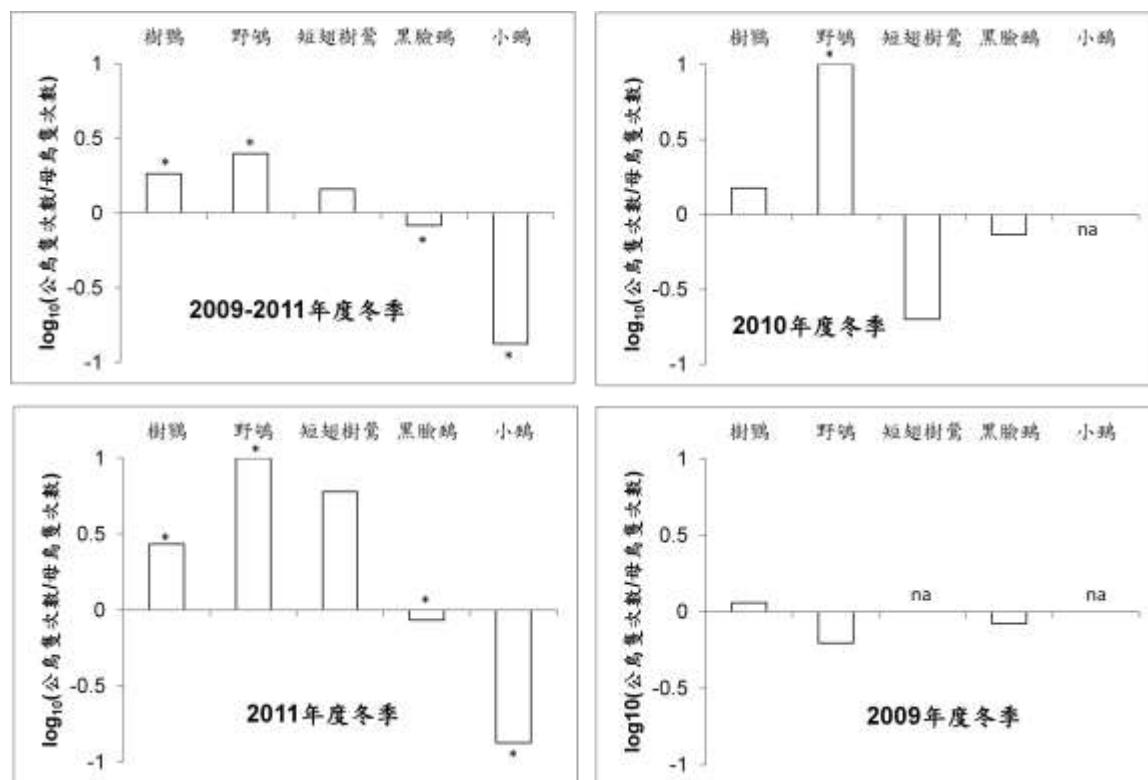 樹鷚 野鴝 短翅樹鶯 黑臉鵐 小鵐
log10(公鳥隻次數/母鳥隻次數)
1
*
*
0.5
0
*
-0.5
2009-2011年度冬季
*
-1
樹鷚 野鴝 短翅樹鶯 黑臉鵐 小鵐
log10(公鳥隻次數/母鳥隻次數)
1
*
0.5
0
na
-0.5
2010年度冬季
-1
樹鷚 野鴝 短翅樹鶯 黑臉鵐 小鵐
log10(公鳥隻次數/母鳥隻次數)
1
*
*
0.5
*
0
-0.5
2011年度冬季
-1
*
樹鷚 野鴝 短翅樹鶯 黑臉鵐 小鵐
log10(公鳥隻次數/母鳥隻次數)
1
0.5
na na
0
-0.5
2009年度冬季
-1